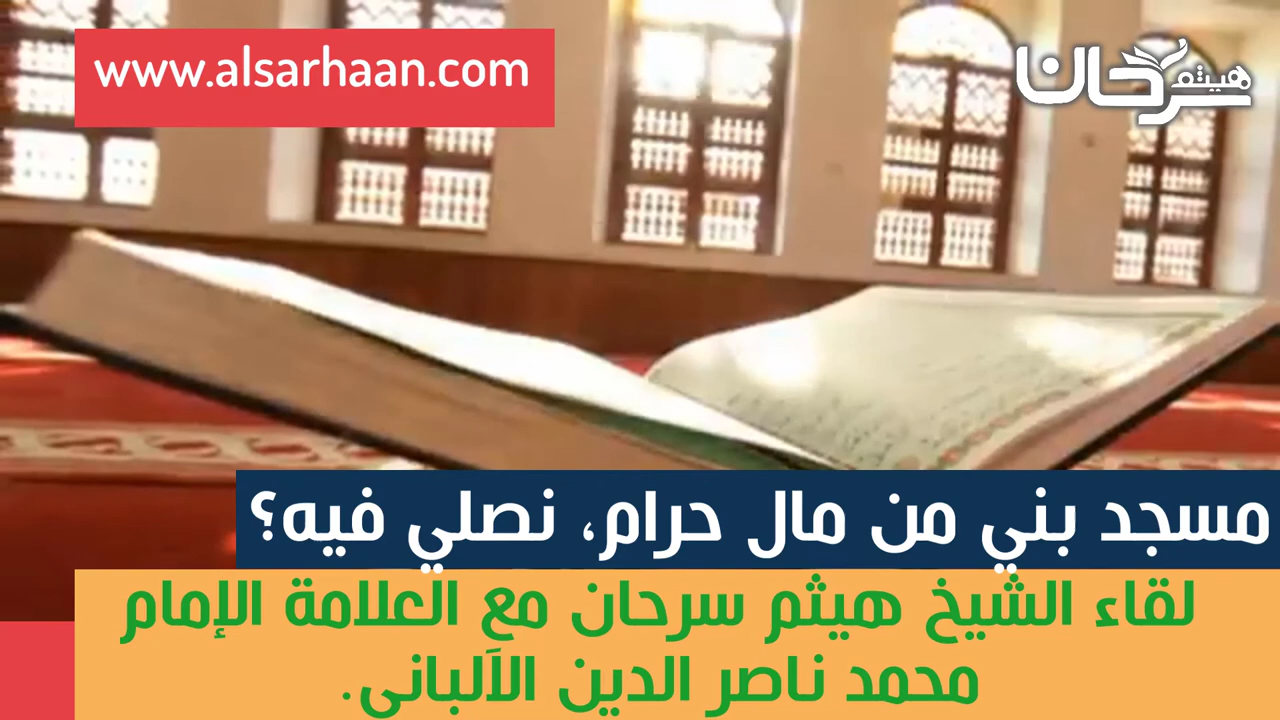 www.alsarhaan.com
هيثم سرحان
مسجد بني من مال حرام، نصلي فيه؟
لقاء الشيخ هيثم سرحان مع العلامة الإمام
محمد ناصر الدين الألباني.